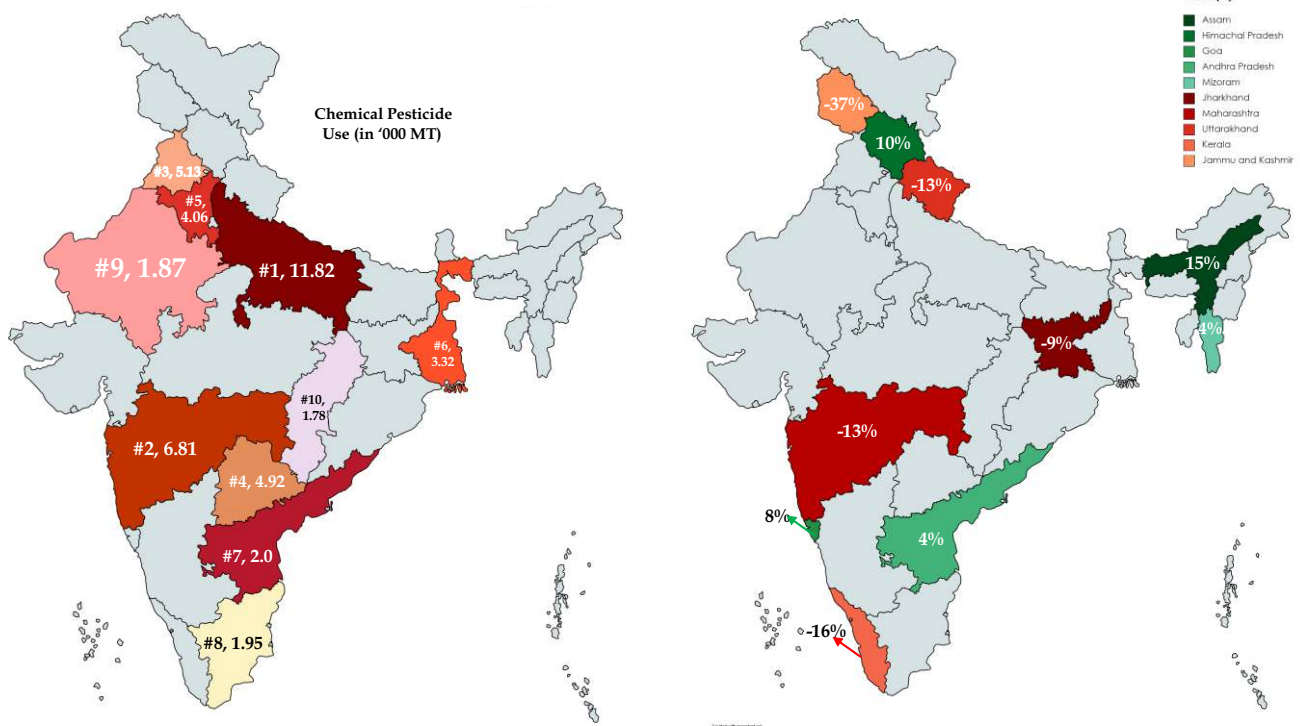 Chemical Pesticide
Use (in ‘000 MT)
#3, 5.13
#5,
4.06
#9, 1.87
#1, 11.82
#6,
3.32
#10,
1.78
#2, 6.81
#4, 4.92
#7, 2.0
#8, 1.95
Assam
Himachal Pradesh
Goa
Andhra Pradesh
Mizoram
Jharkhand
Maharashtra
Uttarakhand
Kerala
Jammu and Kashmir
-37%
10%
-13%
15%
4%
-9%
-13%
8%
4%
-16%